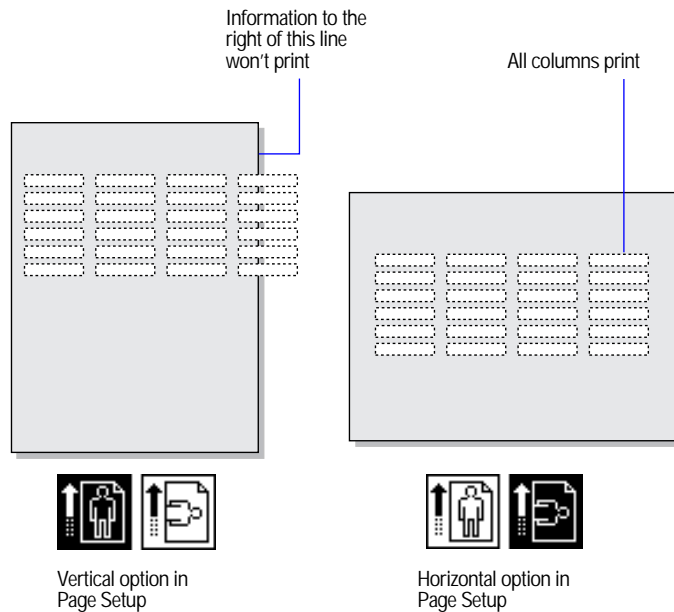 Information to the
right of this line
won't print
All columns print
Vertical option in
Page Setup
Horizontal option in
Page Setup